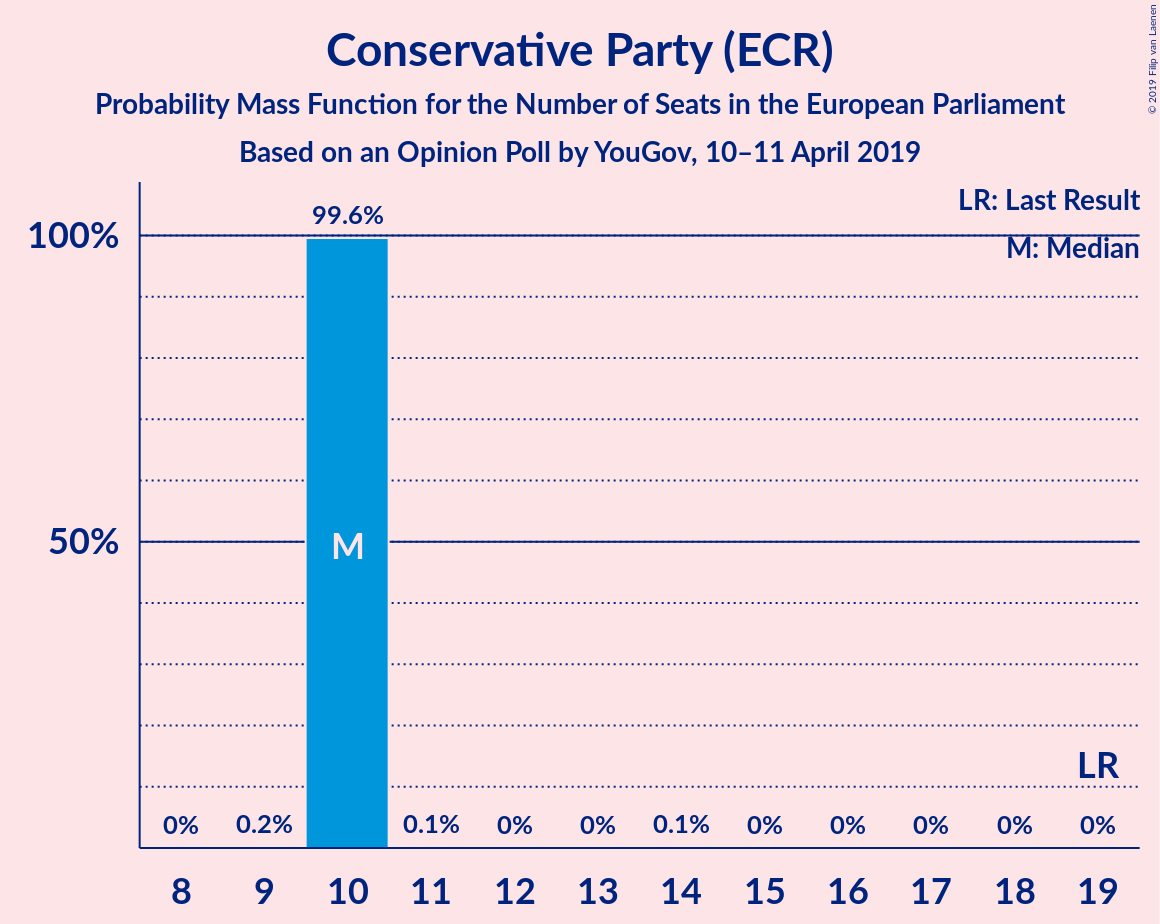 Conservative Party (ECR)
Probability Mass Function for the Number of Seats in the European Parliament
Based on an Opinion Poll by YouGov, 10–11 April 2019
© 2019 Filip van Laenen
LR: Last Result
M: Median
99.6%
100%
50%
M
LR
0% 0.2% 0.1% 0% 0% 0.1% 0% 0% 0% 0% 0%
8 9 10 11 12 13 14 15 16 17 18 19